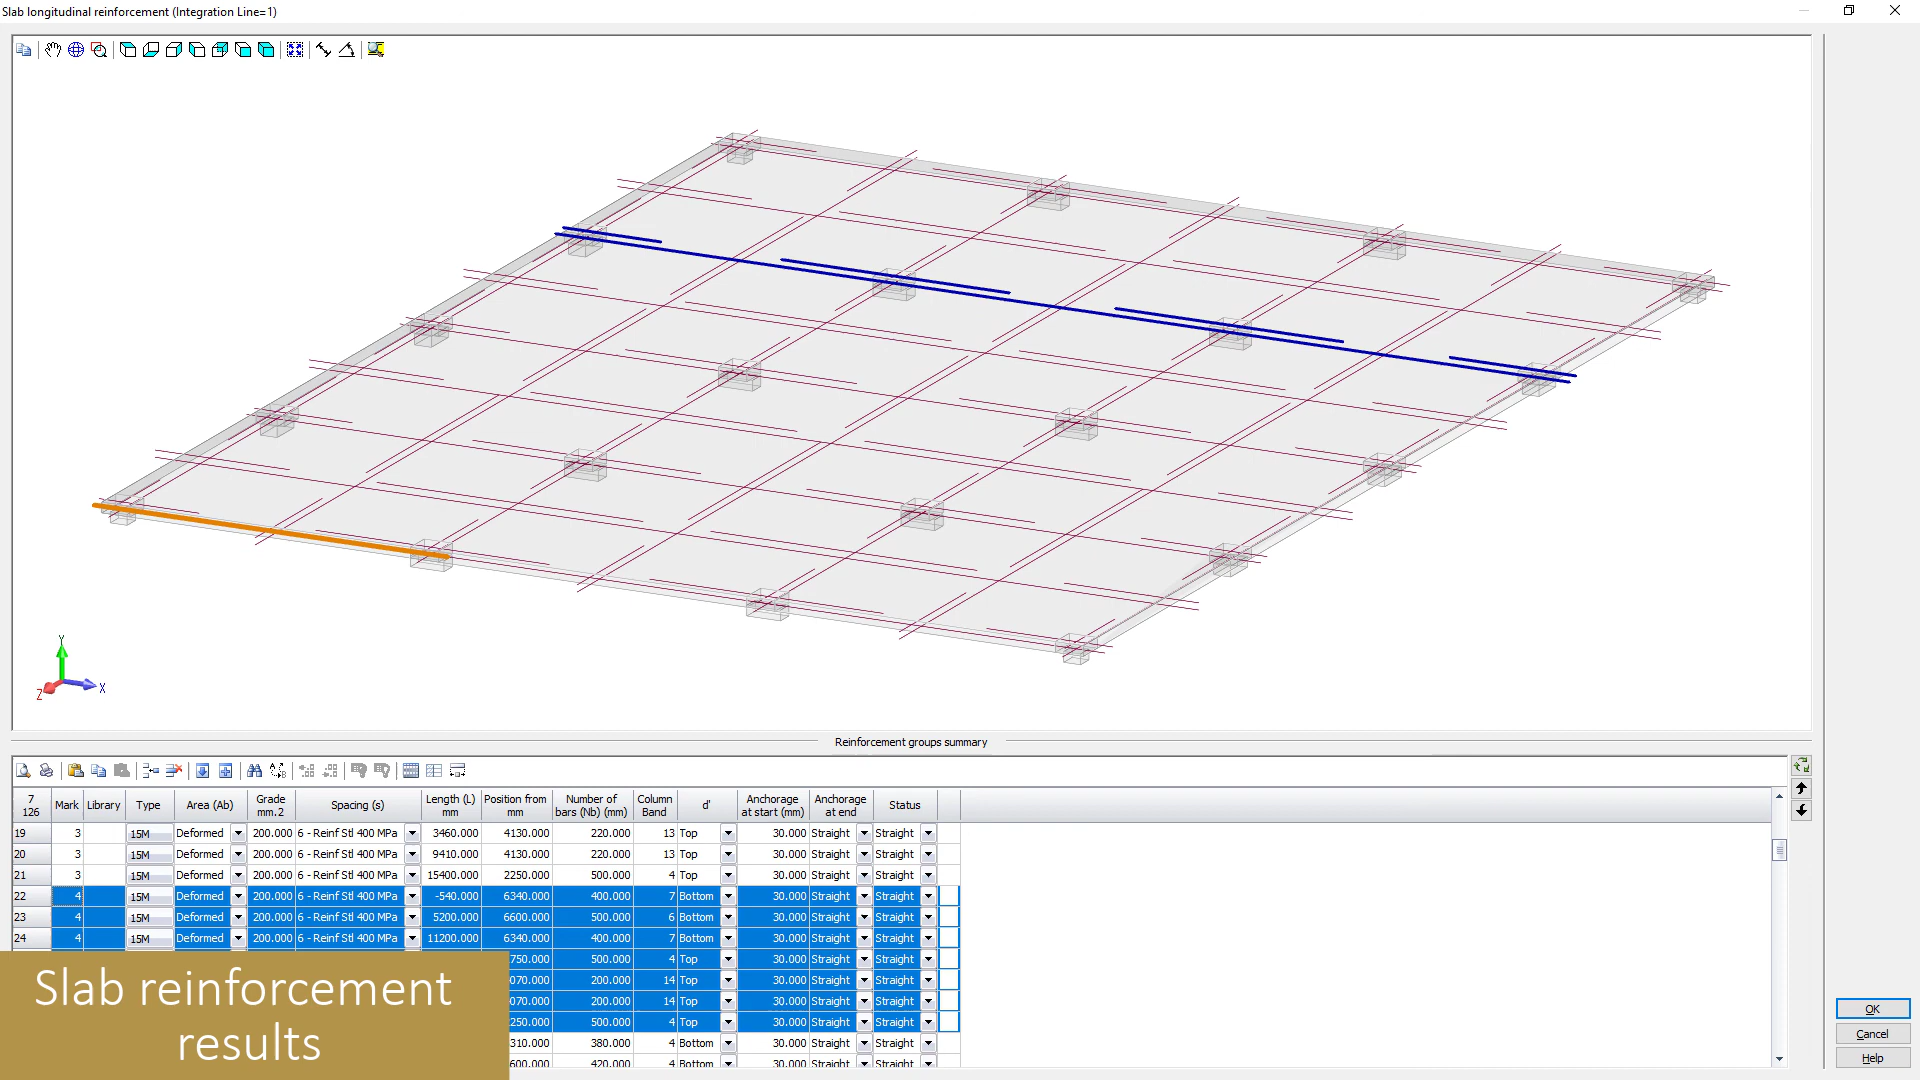 Slab longitudinal reinforcement (Integration Line=1)
Y
X
Z
Reinforcement groups summary
7 126 Mark Library Type Area (Ab) Grade mm.2 Spacing (s) Length (L) mm Position from mm Number of bars (Nb) (mm) Column Band d' Anchorage at start (mm) Anchorage at end Status
19 3 15M Deformed 200.000 6 - Reinf Stl 400 MPa 3460.000 4130.000 220.000 13 Top 30.000 Straight Straight
20 3 15M Deformed 200.000 6 - Reinf Stl 400 MPa 9410.000 4130.000 220.000 13 Top 30.000 Straight Straight
21 3 15M Deformed 200.000 6 - Reinf Stl 400 MPa 15400.000 2250.000 500.000 4 Top 30.000 Straight Straight
22 4 15M Deformed 200.000 6 - Reinf Stl 400 MPa -540.000 6340.000 400.000 7 Bottom 30.000 Straight Straight
23 4 15M Deformed 200.000 6 - Reinf Stl 400 MPa 5200.000 6600.000 500.000 6 Bottom 30.000 Straight Straight
24 4 15M Deformed 200.000 6 - Reinf Stl 400 MPa 11200.000 6340.000 400.000 7 Bottom 30.000 Straight Straight
750.000 500.000 4 Top 30.000 Straight Straight
070.000 200.000 14 Top 30.000 Straight Straight
070.000 200.000 14 Top 30.000 Straight Straight
250.000 500.000 4 Top 30.000 Straight Straight
310.000 380.000 4 Bottom 30.000 Straight Straight
600.000 420.000 4 Bottom 30.000 Straight Straight
Slab reinforcement
results
OK
Cancel
Help